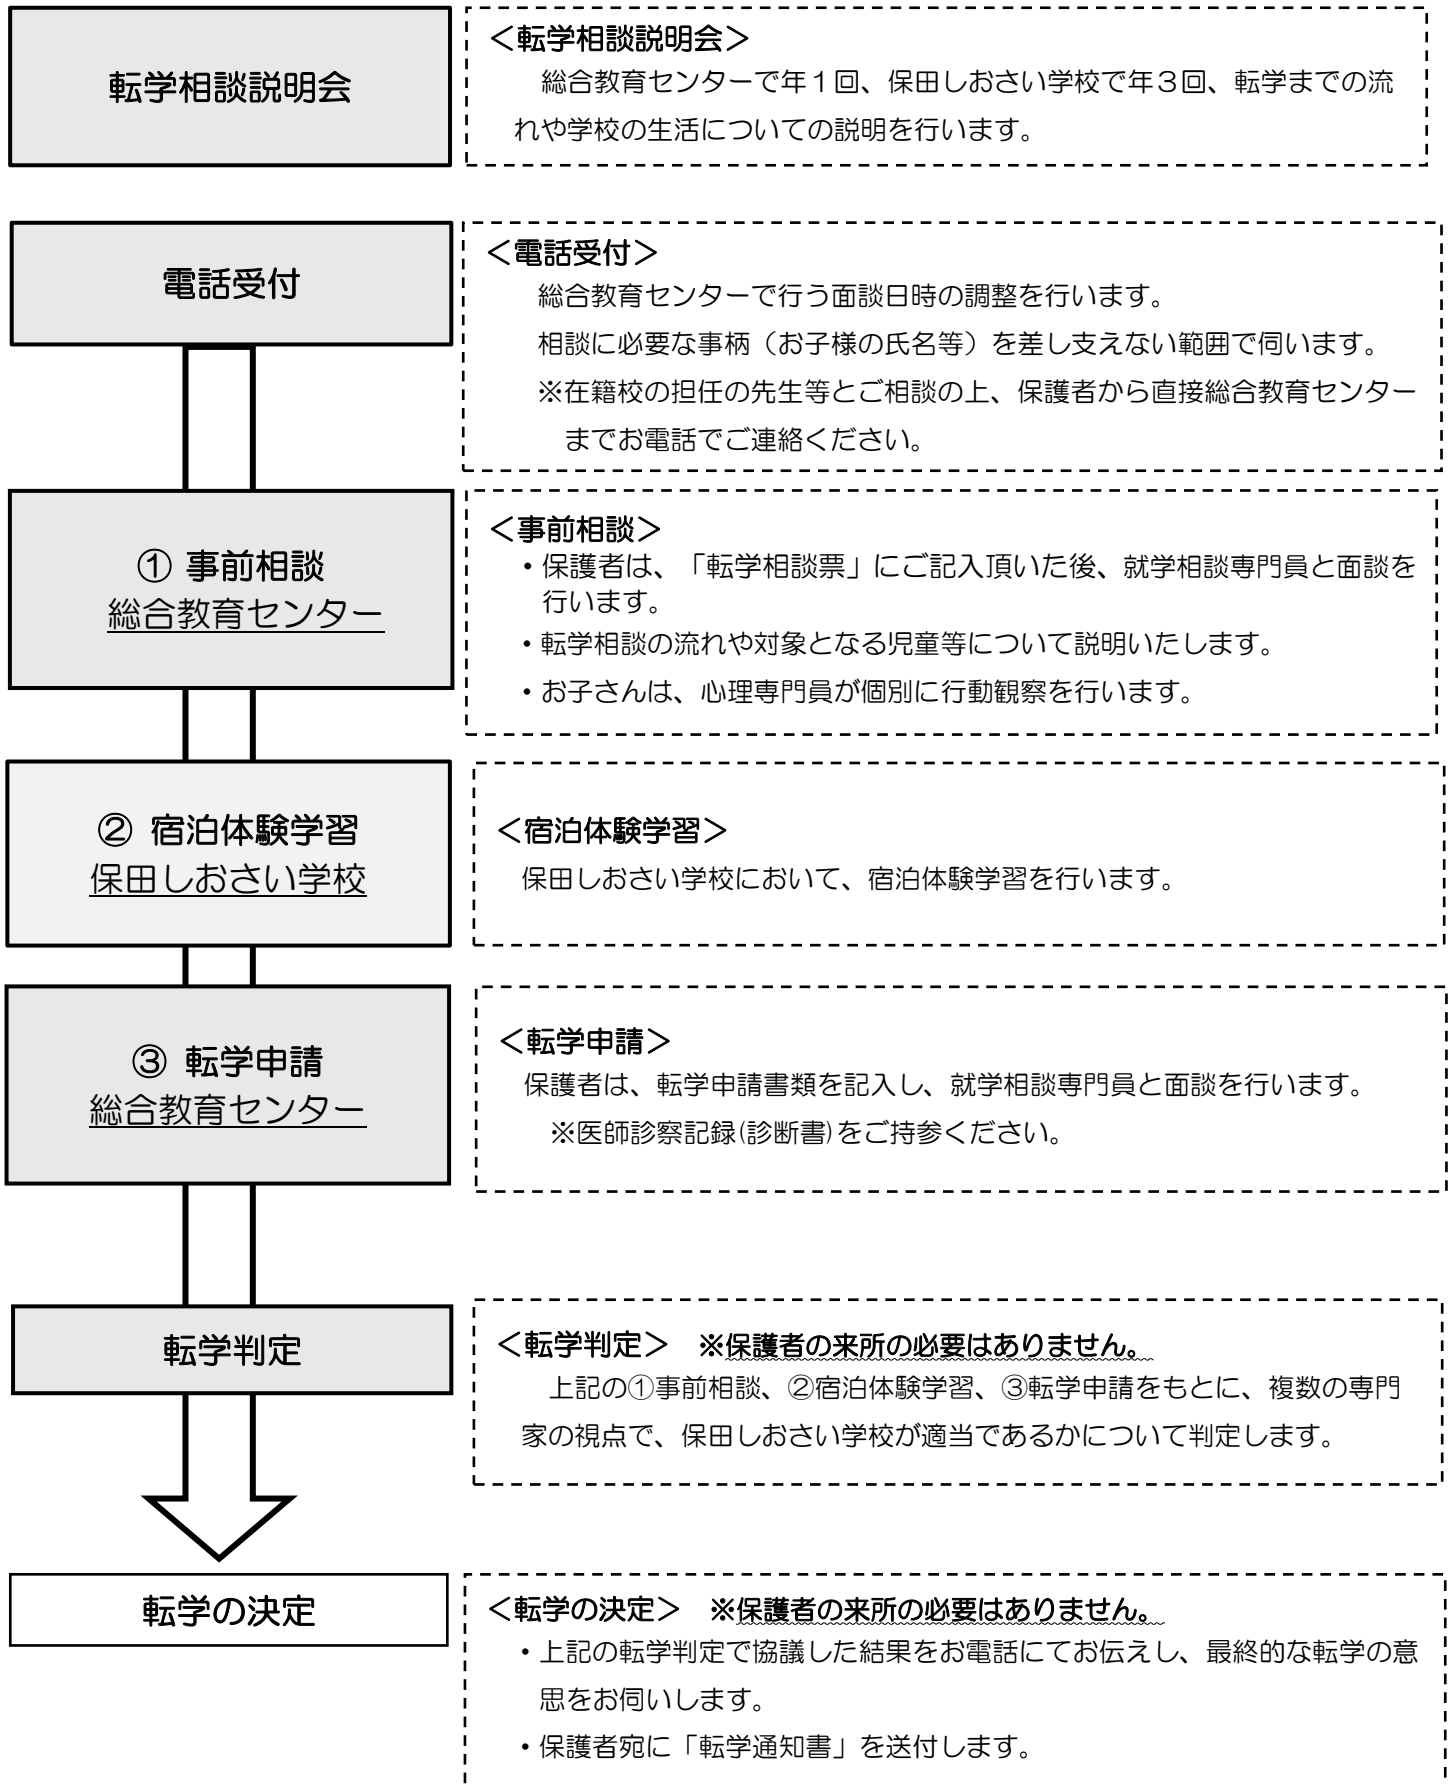 転学相談説明会
＜転学相談説明会＞
総合教育センターで年１回、保田しおさい学校で年３回、転学までの流
れや学校の生活についての説明を行います。
電話受付
＜電話受付＞
総合教育センターで行う面談日時の調整を行います。
相談に必要な事柄（お子様の氏名等）を差し支えない範囲で伺います。
※在籍校の担任の先生等とご相談の上、保護者から直接総合教育センター
までお電話でご連絡ください。
① 事前相談
総合教育センター
＜事前相談＞
・保護者は、「転学相談票」にご記入頂いた後、就学相談専門員と面談を
行います。
・転学相談の流れや対象となる児童等について説明いたします。
・お子さんは、心理専門員が個別に行動観察を行います。
② 宿泊体験学習
保田しおさい学校
＜宿泊体験学習＞
保田しおさい学校において、宿泊体験学習を行います。
③ 転学申請
総合教育センター
＜転学申請＞
保護者は、転学申請書類を記入し、就学相談専門員と面談を行います。
※医師診察記録(診断書)をご持参ください。
転学判定
＜転学判定＞ ※保護者の来所の必要はありません。
上記の①事前相談、②宿泊体験学習、③転学申請をもとに、複数の専門
家の視点で、保田しおさい学校が適当であるかについて判定します。
転学の決定
＜転学の決定＞ ※保護者の来所の必要はありません。
・上記の転学判定で協議した結果をお電話にてお伝えし、最終的な転学の意
思をお伺いします。
・保護者宛に「転学通知書」を送付します。